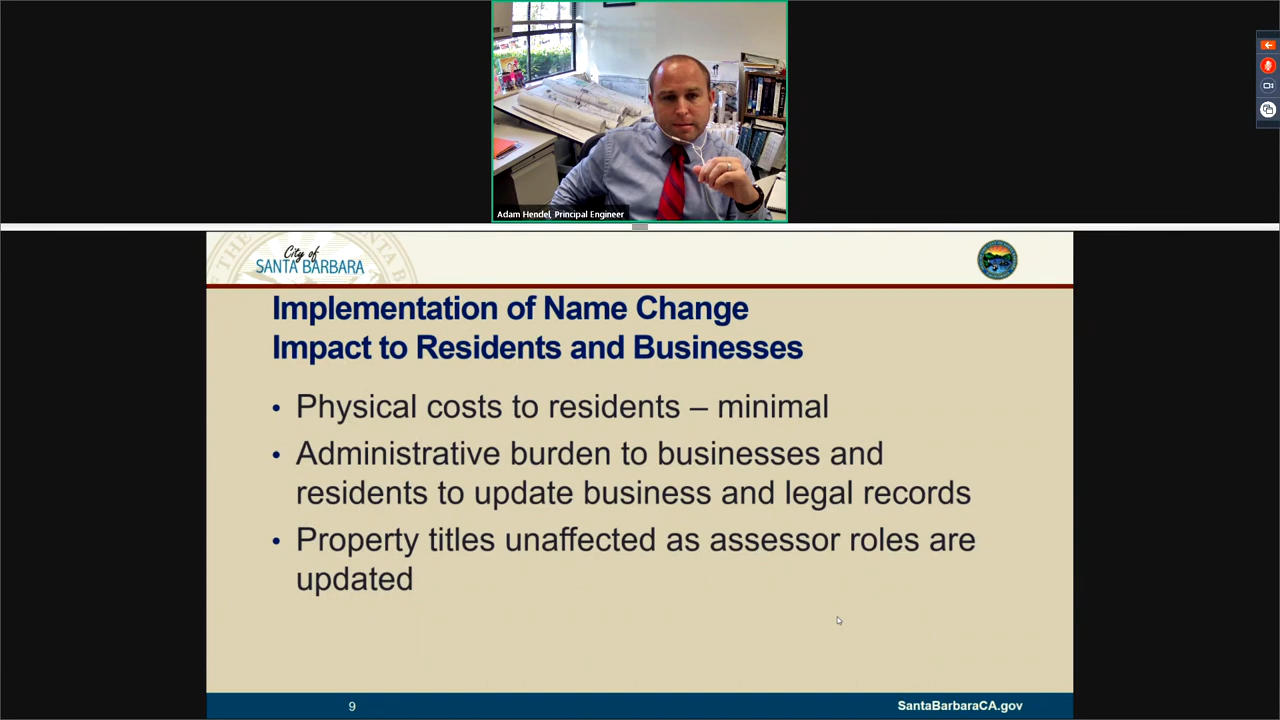 Adam Hendel, Principal Engineer
City of
SANTA BARBARA
Implementation of Name Change
Impact to Residents and Businesses
• Physical costs to residents – minimal
• Administrative burden to businesses and
residents to update business and legal records
• Property titles unaffected as assessor roles are
updated
9
SantaBarbaraCA.gov